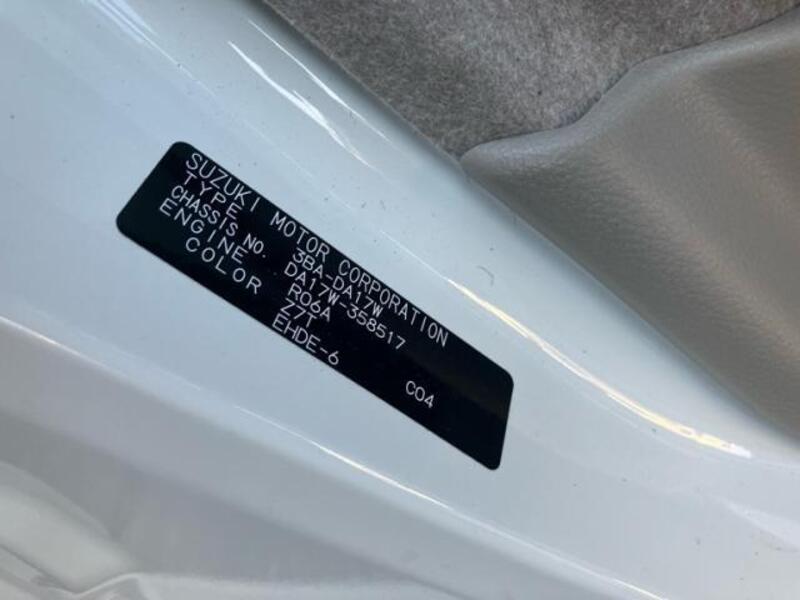 SUZUKI MOTOR CORPORATION
TYPE 3BA-DA17W
CHASSIS NO. DA17W-358517
ENGINE R06A
COLOR Z7T
EHDE-6 C04